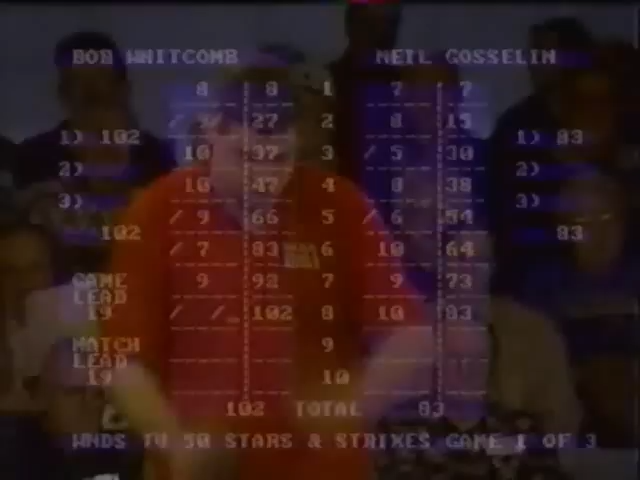 BOB WHITCOMB NEIL GOSSELIN
8 8 1 7 7
/ 27 2 8 15
1) 102 1) 83
10 37 3 / 5 30
2) 2)
10 47 4 8 38
3) 3)
/ 9 66 5 / 6 54
102 83
/ 7 83 6 10 64
GAME 9 92 7 9 73
LEAD
19 / /_ 102 8 10 83
MATCH 9
LEAD
19 10
102 TOTAL 83
WNDS TV 50 STARS & STRIKES GAME 1 OF 3